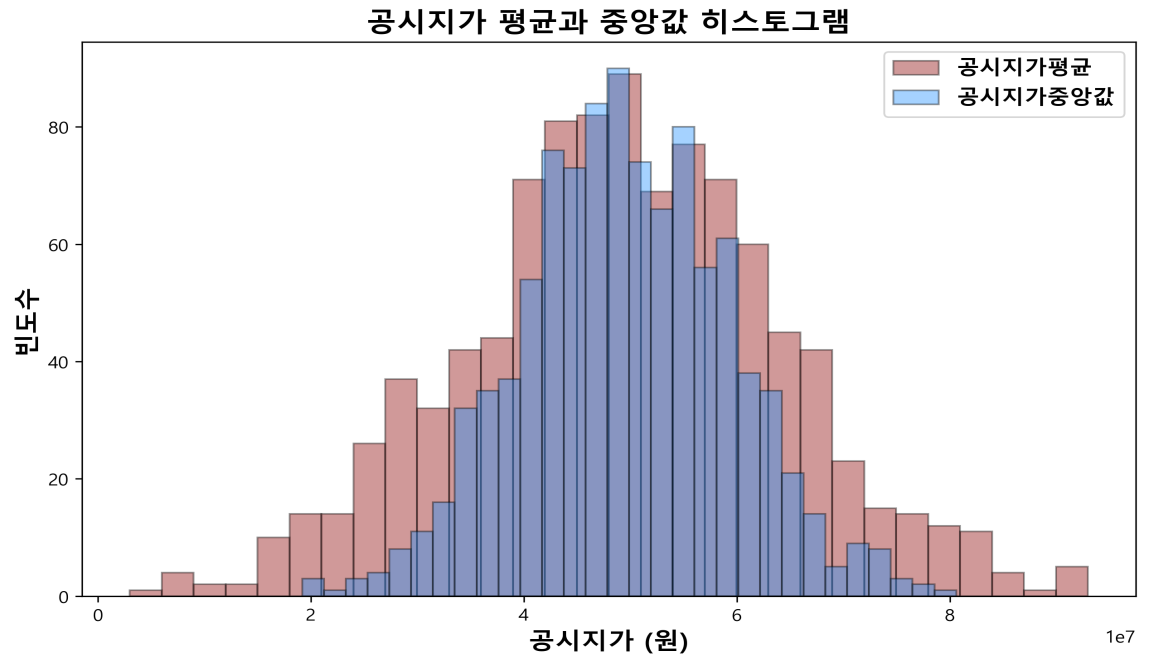 공시지가 평균과 중앙값 히스토그램
공시지가평균
공시지가중앙값
빈도수
80
60
40
20
0
0 2 4 6 8
1e7
공시지가 (원)